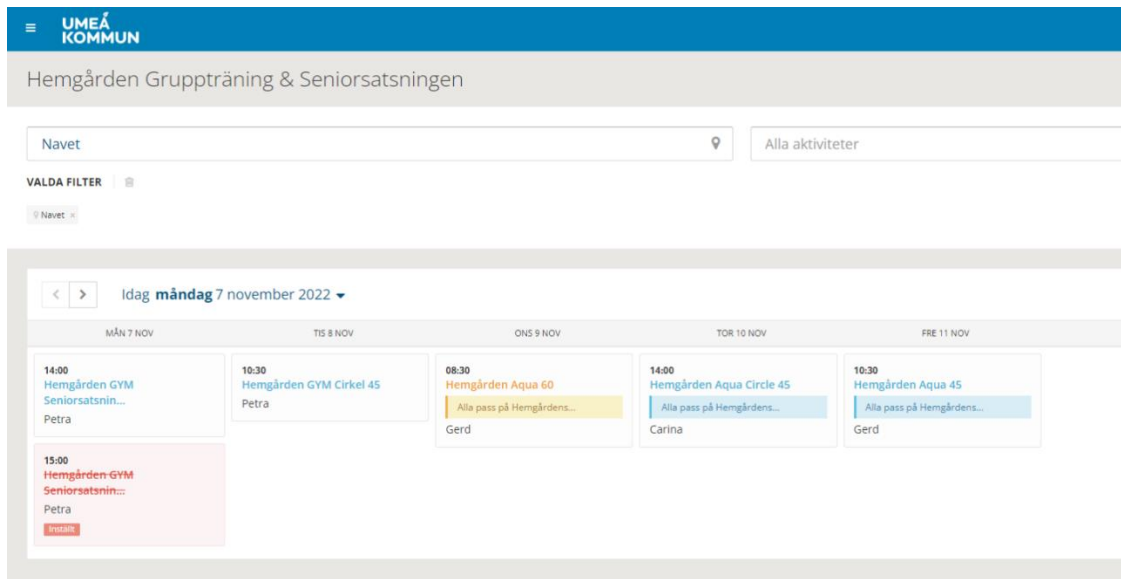 UMEÅ
KOMMUN
Hemgården Gruppträning & Seniorsatsningen
Navet
Alla aktiviteter
VALDA FILTER
Navet ×
Idag måndag 7 november 2022
MÅN 7 NOV
TIS 8 NOV
ONS 9 NOV
TOR 10 NOV
FRE 11 NOV
14:00
Hemgården GYM
Seniorsatsnin...
Petra
15:00
Hemgården GYM
Seniorsatsnin...
Petra
Inställt
10:30
Hemgården GYM Cirkel 45
Petra
08:30
Hemgården Aqua 60
Alla pass på Hemgårdens...
Gerd
14:00
Hemgården Aqua Circle 45
Alla pass på Hemgårdens...
Carina
10:30
Hemgården Aqua 45
Alla pass på Hemgårdens...
Gerd